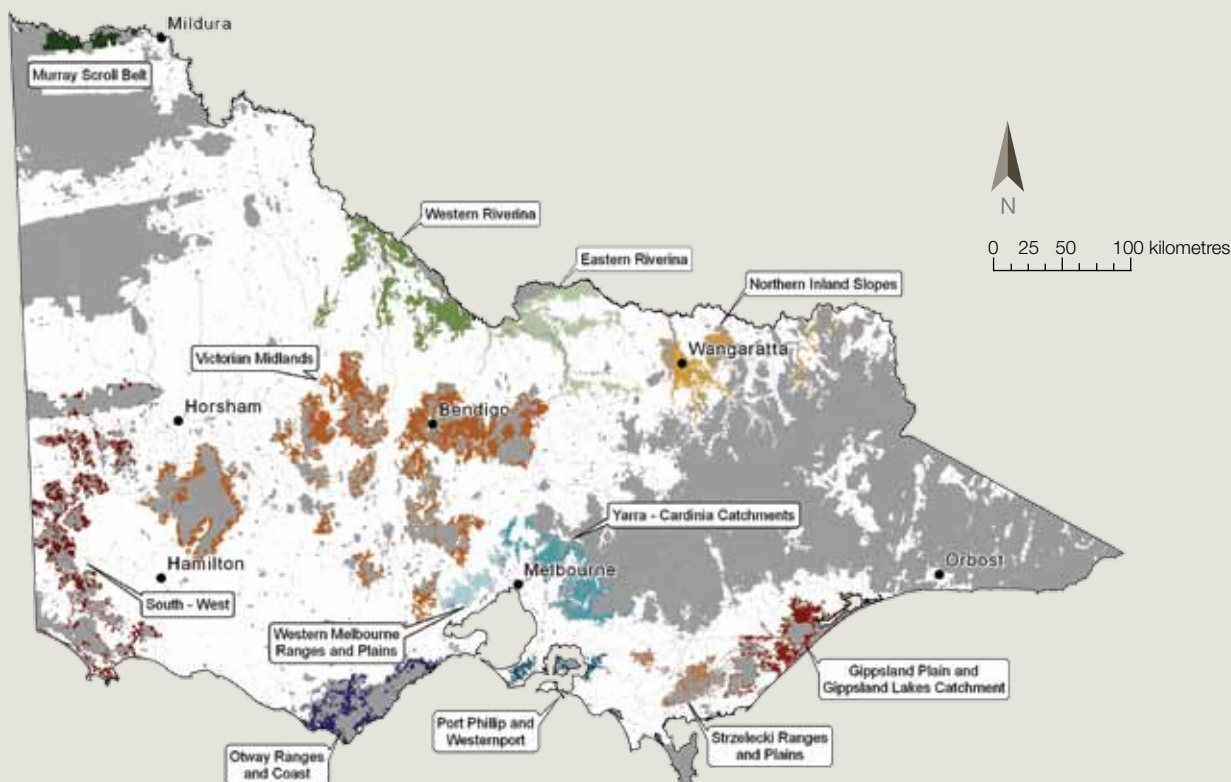 Mildura
Murray Scroll Belt
Western Riverina
N
0 25 50 100 kilometres
Eastern Riverina
Northern Inland Slopes
Wangaratta
Victorian Midlands
Horsham
Bendigo
Yarra - Cardinia Catchments
Hamilton
Melbourne
Orbost
South - West
Western Melbourne
Ranges and Plains
Gippsland Plain and
Gippsland Lakes Catchment
Port Phillip and
Westernport
Strzelecki Ranges
and Plains
Otway Ranges
and Coast